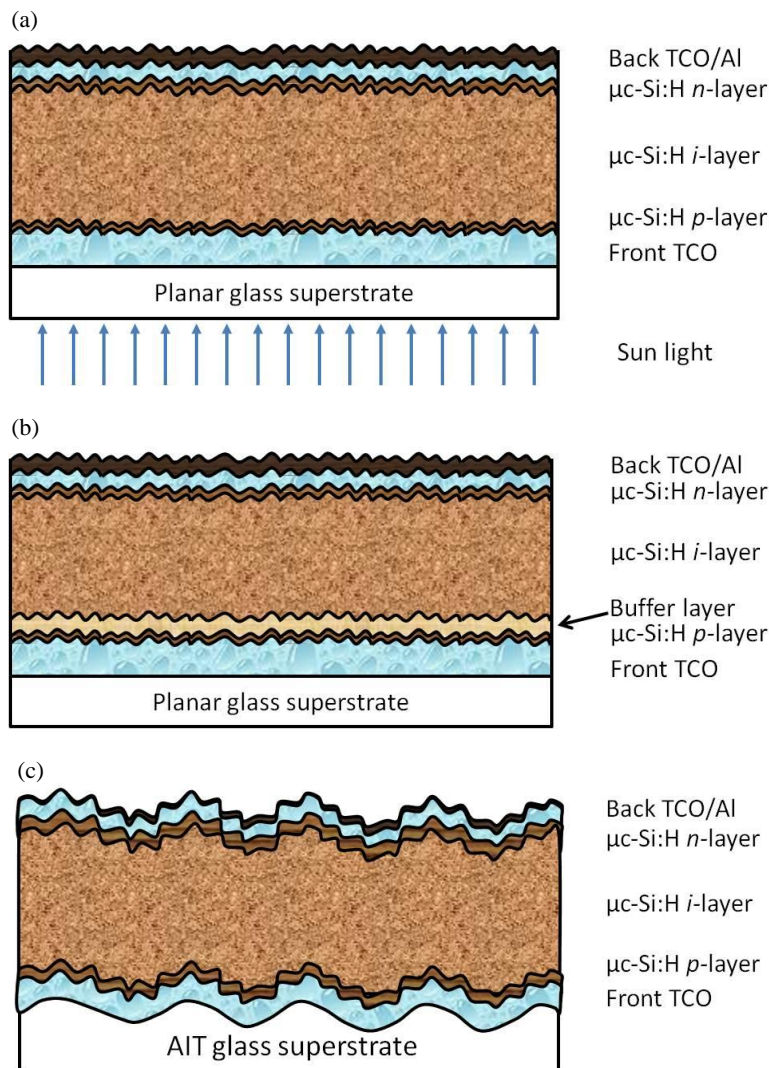 (a)
Back TCO/Al
μc-Si:H n-layer
μc-Si:H i-layer
μc-Si:H p-layer
Front TCO
Planar glass superstrate
Sun light
(b)
Back TCO/Al
μc-Si:H n-layer
μc-Si:H i-layer
Buffer layer
μc-Si:H p-layer
Front TCO
Planar glass superstrate
(c)
Back TCO/Al
μc-Si:H n-layer
μc-Si:H i-layer
μc-Si:H p-layer
Front TCO
AIT glass superstrate